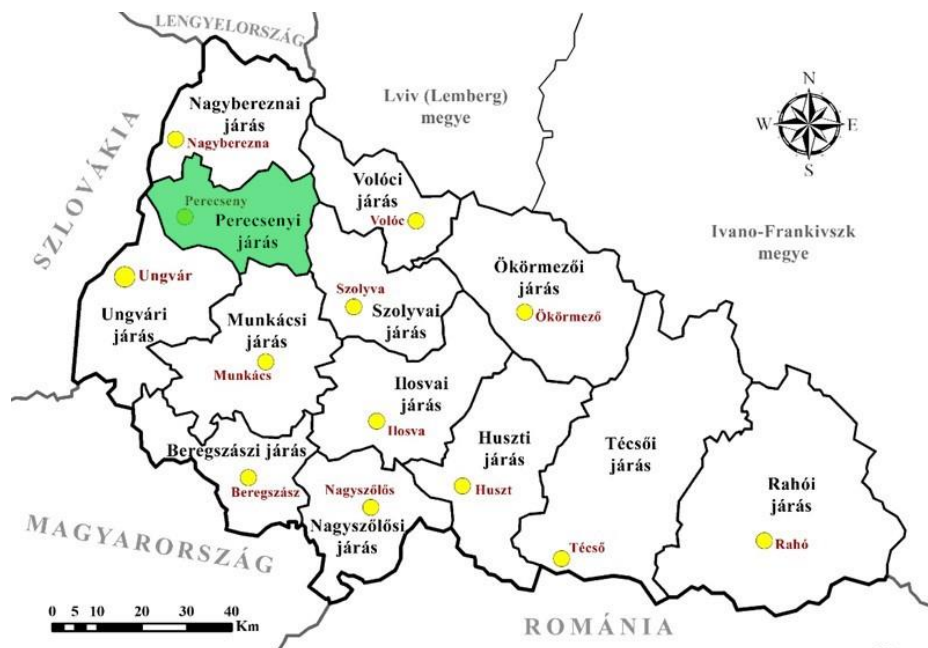 LENGYELORSZÁG
SZLOVÁKIA
Nagybereznai
járás
Nagyberezna
Lviv (Lemberg)
megye
N
W
E
S
Perecseny
Perecsenyi
járás
Volóci
járás
Volóc
Ivano-Frankivszk
megye
Ungvár
Ungvári
járás
Ökörmezői
járás
Ökörmező
Szolyva
Szolyvai
járás
Munkácsi
járás
Munkács
Ilosvai
járás
Ilosva
Huszti
járás
Huszt
Técsői
járás
Técső
Rahói
járás
Rahó
Beregszászi járás
Beregszász
Nagyszőlős
Nagyszőlősi
járás
MAGYARORSZÁG
ROMÁNIA
0 5 10 20 30 40
Km